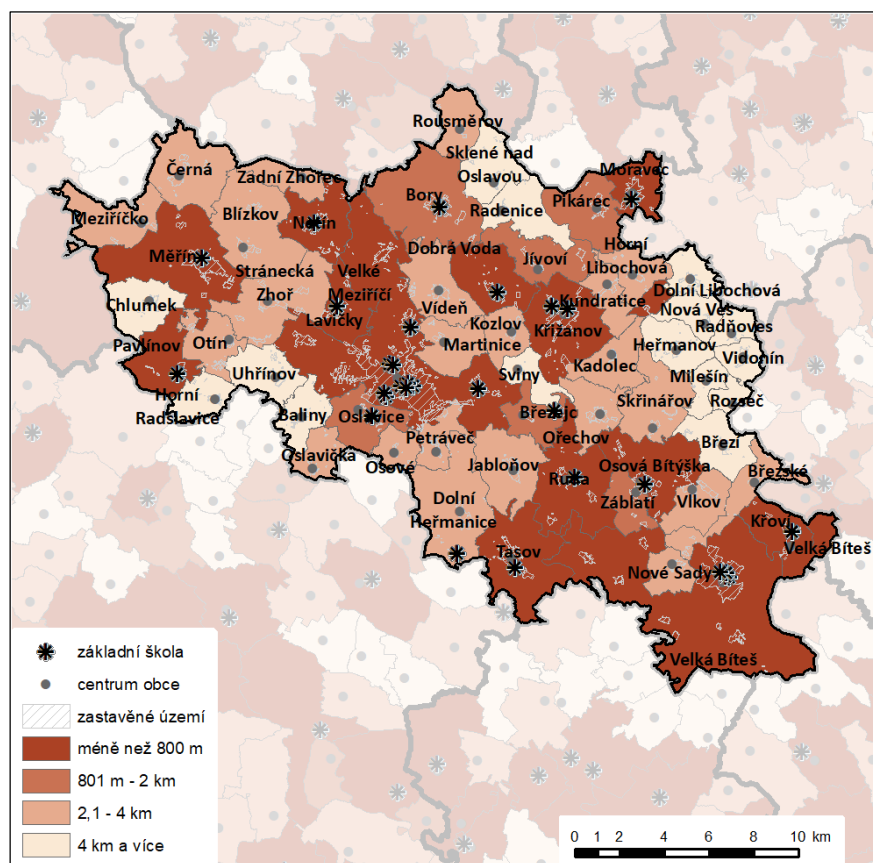 Rousměrov
Sklené nad
Oslavou
Moravec
Černá
Zadní Zhořec
Bory
Pikárec
Radenice
Meziříčko
Blízkov
Netín
Dobrá Voda
Jívoví
Horní
Libochová
Měřín
Stránecká
Zhoř
Velké
Meziříčí
Dolní Libochová
Chlumek
Lavičky
Vídeň
Kundratice
Nová Ves
Kozlov
Křižanov
Radňoves
Pavlínov
Otín
Martinice
Heřmanov
Vidonín
Uhřínov
Sviny
Kadolec
Milešín
Horní
Radslavice
Baliny
Oslavice
Březejc
Skřinářov
Rozseč
Petráveč
Ořechov
Březí
Oslavička
Osové
Jabloňov
Ruda
Osová Bítýška
Březské
Dolní
Heřmanice
Záblatí
Vlkov
Křoví
Tasov
Nové Sady
Velká Bíteš
Velká Bíteš
základní škola
centrum obce
zastavěné území
méně než 800 m
801 m - 2 km
2,1 - 4 km
4 km a více
0 1 2 4 6 8 10 km